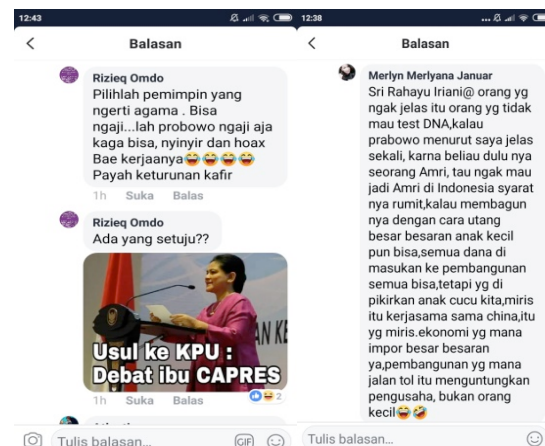 12:43
Balasan
Rizieq Omdo
Pilihlah pemimpin yang
ngerti agama . Bisa
ngaji...lah probowo ngaji aja
kaga bisa, nyinyir dan hoax
Bae kerjaanya😂😂😂😂
Payah keturunan kafir
1h Suka Balas
Rizieq Omdo
Ada yang setuju??
AN KE
Usul ke KPU :
Debat ibu CAPRES
1h Suka Balas
2
Tulis balasan...
GIF
12:38
Balasan
Merlyn Merlyana Januar
Sri Rahayu Iriani@ orang yg
ngak jelas itu orang yg tidak
mau test DNA,kalau
prabowo menurut saya jelas
sekali, karna beliau dulu nya
seorang Amri, tau ngak mau
jadi Amri di Indonesia syarat
nya rumit,kalau membagun
nya dengan cara utang
besar besaran anak kecil
pun bisa,semua dana di
masukan ke pembangunan
semua bisa,tetapi yg di
pikirkan anak cucu kita,miris
itu kerjasama sama china,itu
yg miris.ekonomi yg mana
impor besar besaran
ya,pembangunan yg mana
jalan tol itu menguntungkan
pengusaha, bukan orang
kecil😂🤣
Tulis balasan...